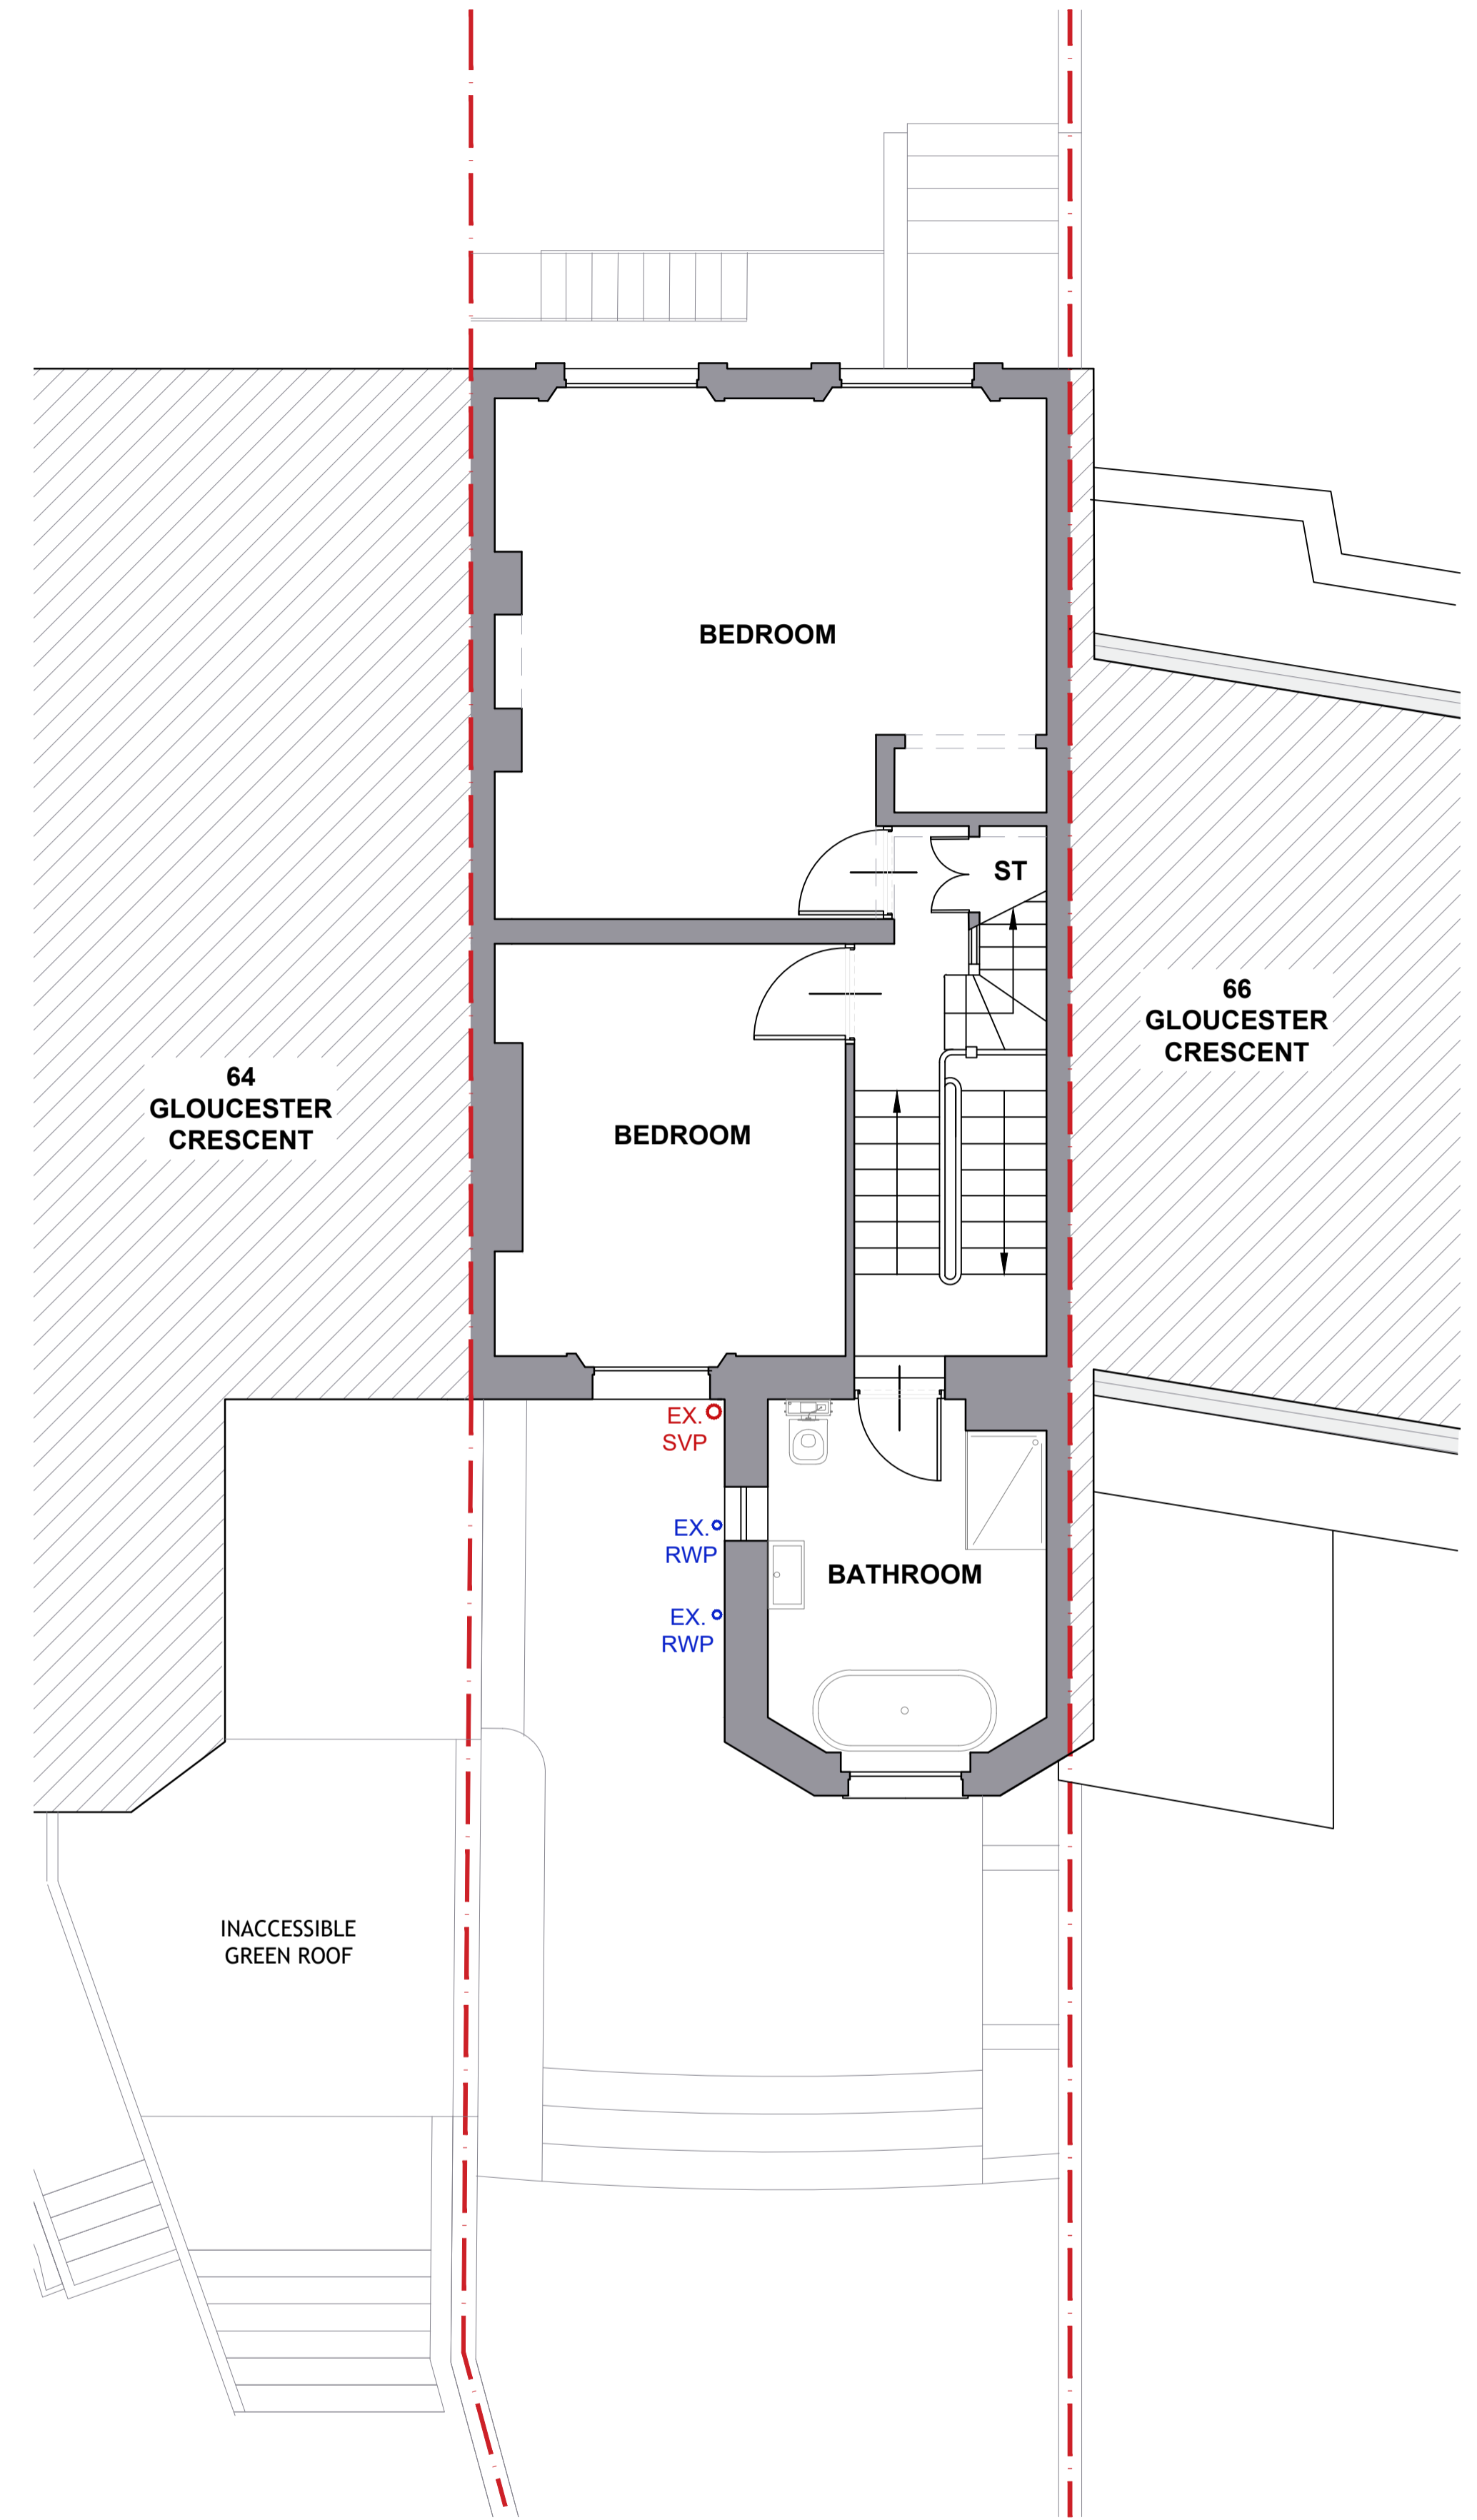 BEDROOM
ST
66
GLOUCESTER
CRESCENT
64
GLOUCESTER
CRESCENT
BEDROOM
EX.
SVP
EX.
RWP
BATHROOM
EX.
RWP
INACCESSIBLE
GREEN ROOF